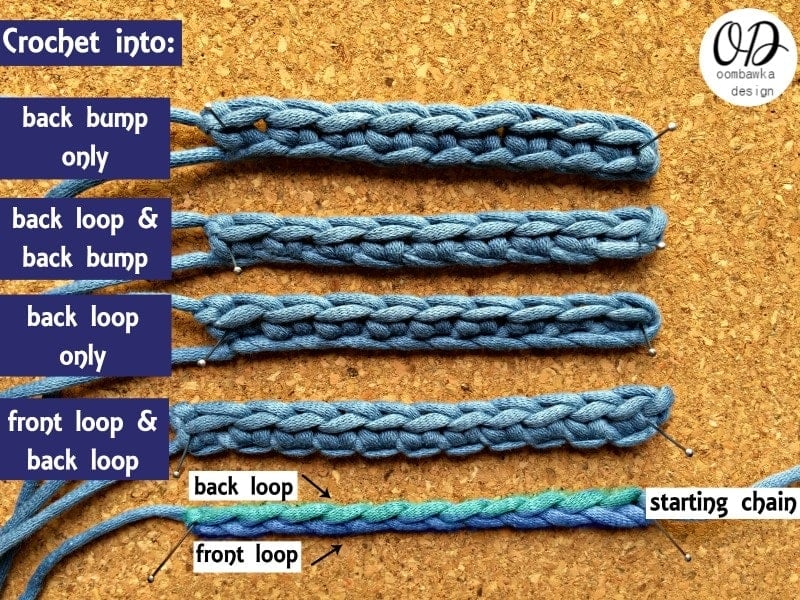 Crochet into:
OD
oombawka
design
back bump
only
back loop &
back bump
back loop
only
front loop &
back loop
back loop
starting chain
front loop